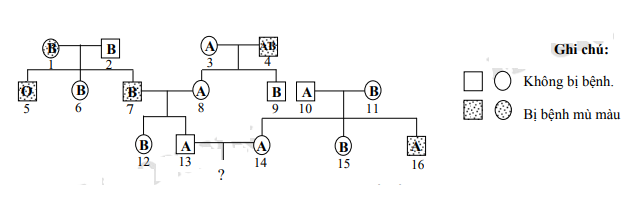 B B A AB
1 2 3 4
Ghi chú:
O B B A B A B
5 6 7 8 9 10 11
Không bị bệnh.
B A A B A
12 13 14 15 16
?
Bị bệnh mù màu